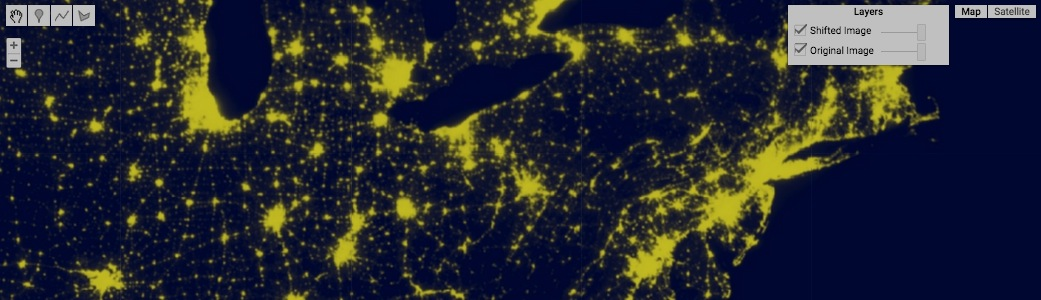 Layers
Shifted Image
Original Image
Map
Satellite
+
−